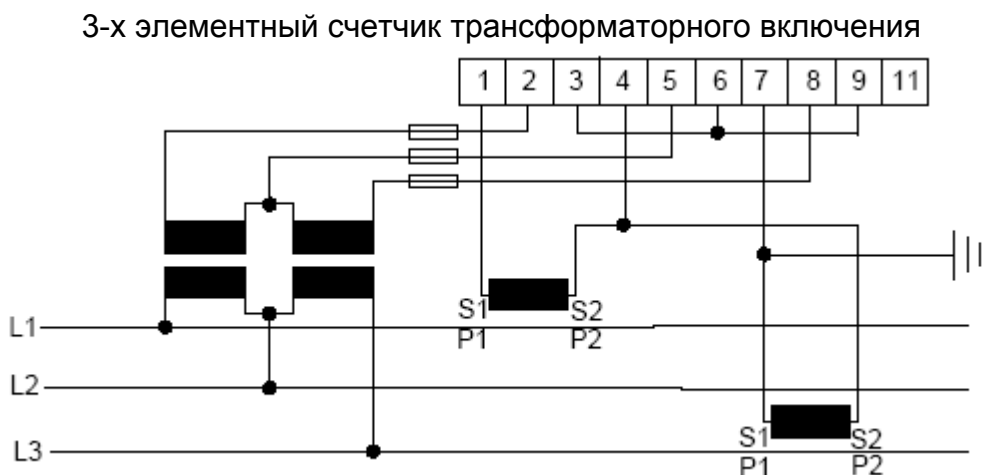 3-х элементный счетчик трансформаторного включения
1 2 3 4 5 6 7 8 9 11
S1 S2
L1
P1 P2
L2
S1 S2
L3
P1 P2